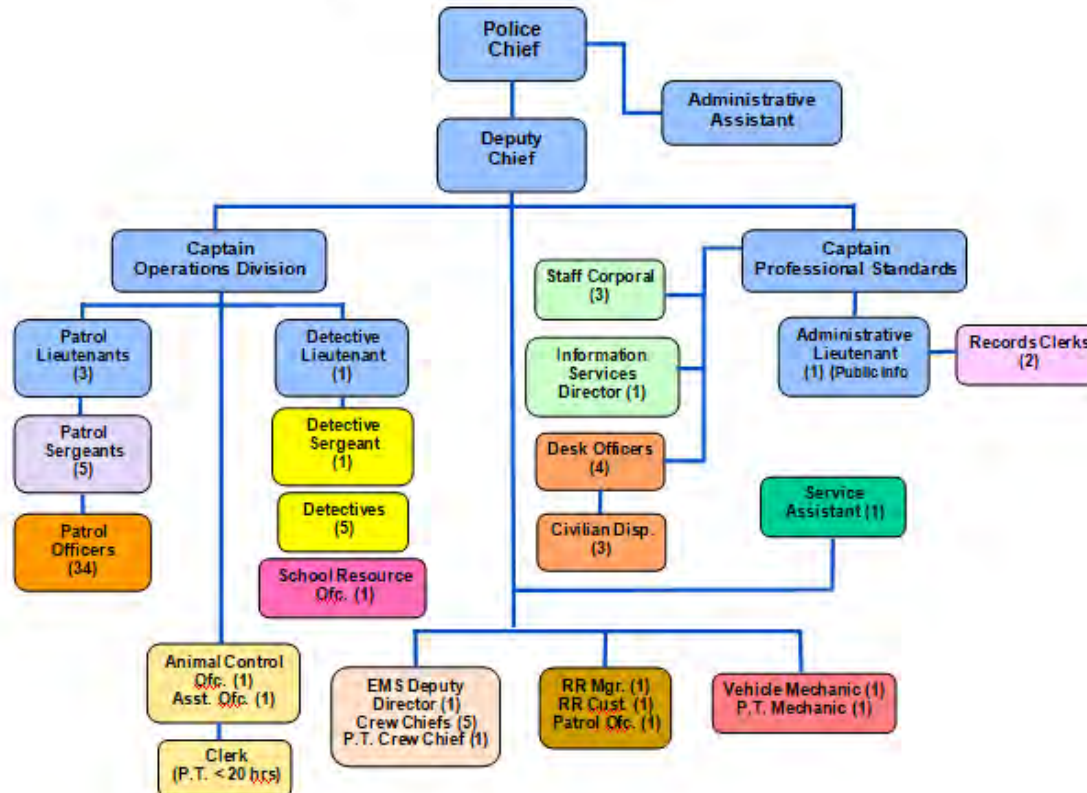 Police
Chief
Administrative
Assistant
Deputy
Chief
Captain
Operations Division
Captain
Professional Standards
Staff Corporal
(3)
Patrol
Lieutenants
(3)
Detective
Lieutenant
(1)
Information
Services
Director (1)
Administrative
Lieutenant
(1) (Public Info
Records Clerks
(2)
Patrol
Sergeants
(5)
Detective
Sergeant
(1)
Desk Officers
(4)
Service
Assistant (1)
Patrol
Officers
(34)
Detectives
(5)
Civilian Disp.
(3)
School Resource
Ofc. (1)
Animal Control
Ofc. (1)
Asst. Ofc. (1)
EMS Deputy
Director
(1)
Crew Chiefs (5)
P.T. Crew Chief (1)
RR Mgr. (1)
RR Cust. (1)
Patrol Ofc. (1)
Vehicle Mechanic (1)
P.T. Mechanic (1)
Clerk
(P.T. < 20 hrs)